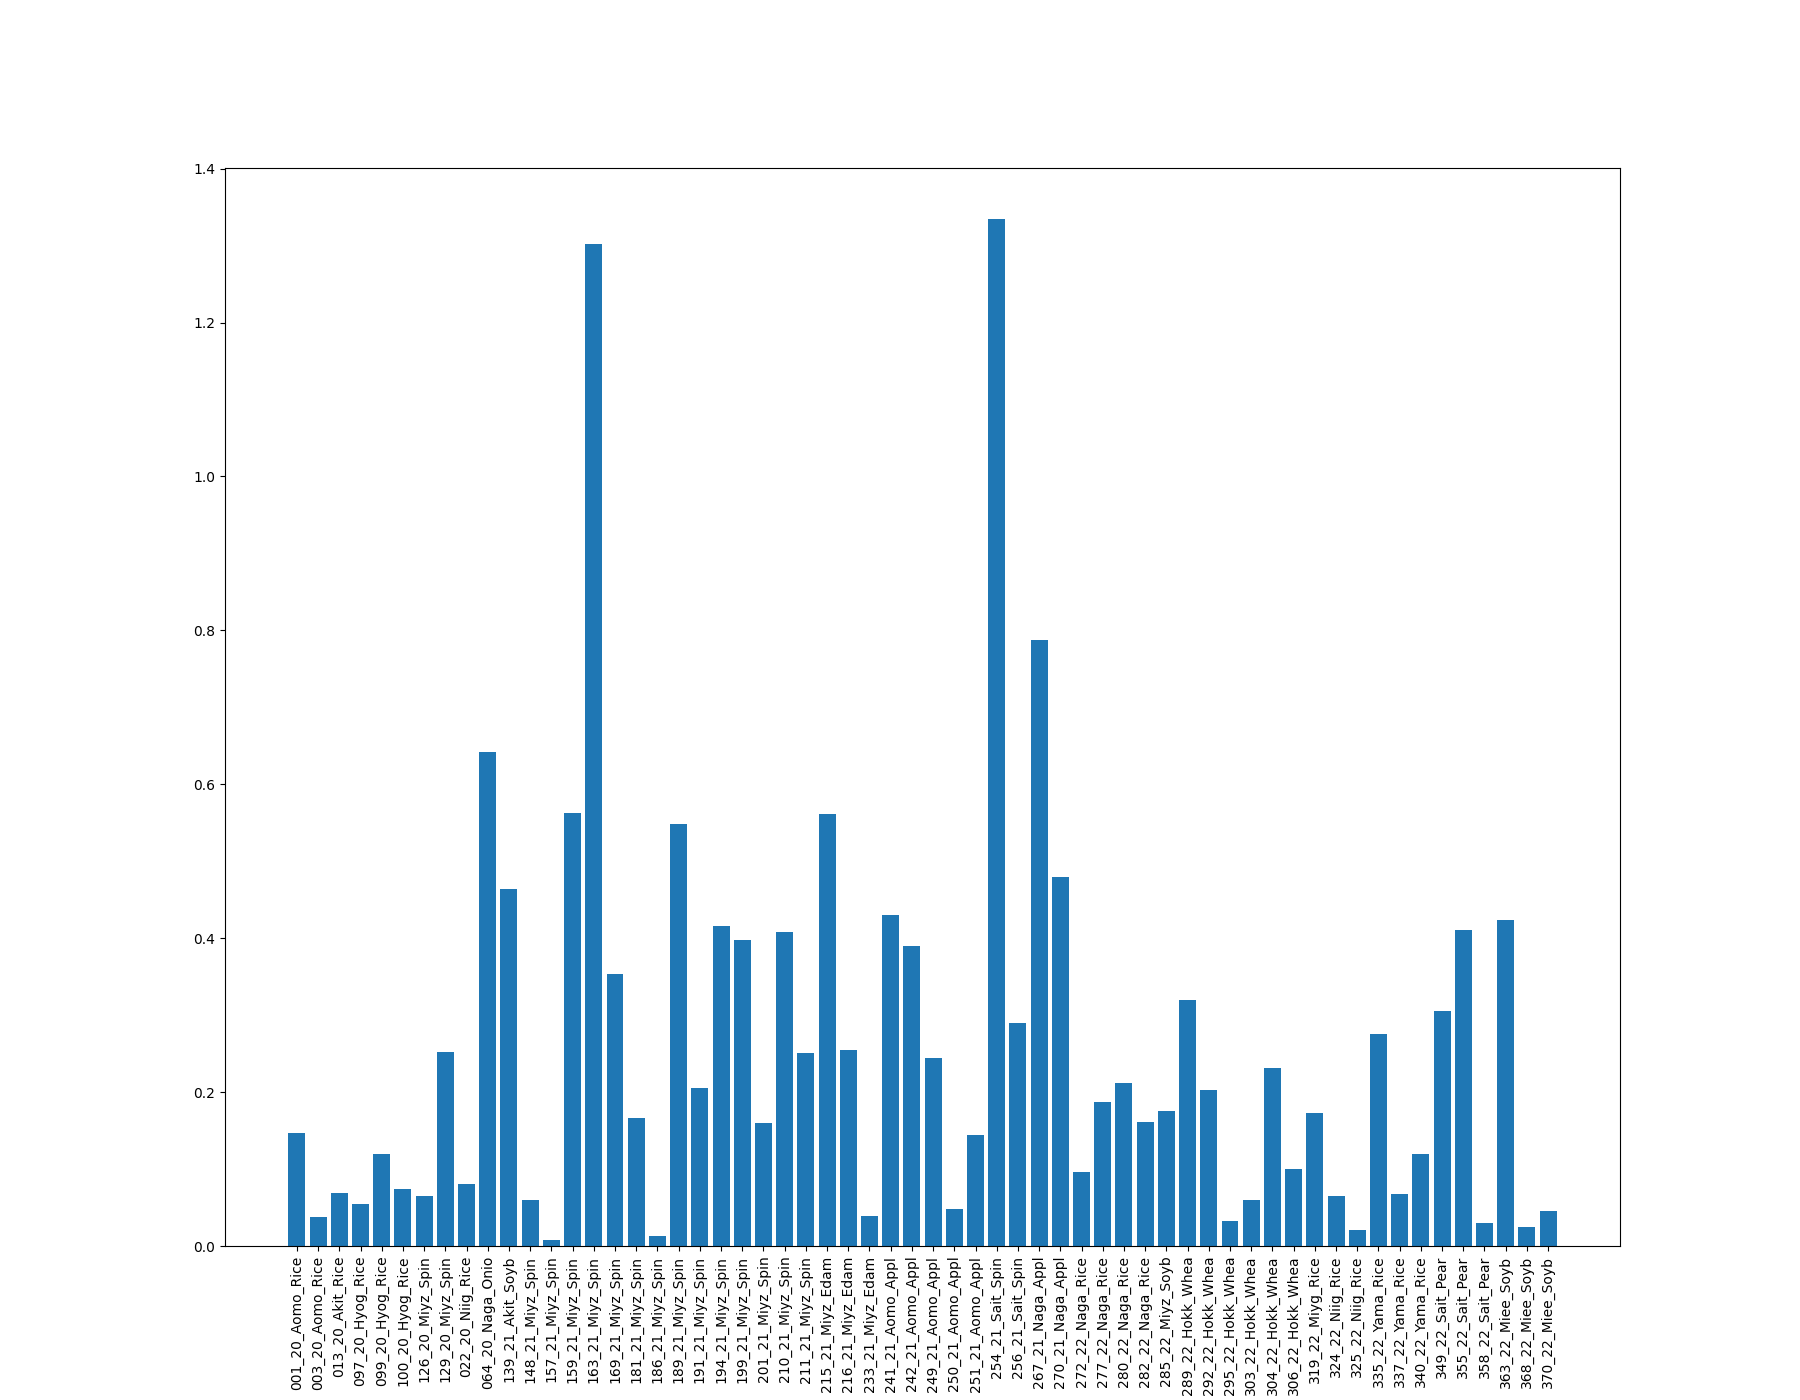 1.4
1.2
1.0
0.8
0.6
0.4
0.2
0.0
001_20_Aomo_Rice
003_20_Aomo_Rice
013_20_Akit_Rice
097_20_Hyog_Rice
099_20_Hyog_Rice
100_20_Hyog_Rice
126_20_Miyz_Spin
129_20_Miyz_Spin
022_20_Niig_Rice
064_20_Naga_Onio
139_21_Akit_Soyb
148_21_Miyz_Spin
157_21_Miyz_Spin
159_21_Miyz_Spin
163_21_Miyz_Spin
169_21_Miyz_Spin
181_21_Miyz_Spin
186_21_Miyz_Spin
189_21_Miyz_Spin
191_21_Miyz_Spin
194_21_Miyz_Spin
199_21_Miyz_Spin
201_21_Miyz_Spin
210_21_Miyz_Spin
211_21_Miyz_Spin
215_21_Miyz_Edam
216_21_Miyz_Edam
233_21_Miyz_Edam
241_21_Aomo_Appl
242_21_Aomo_Appl
249_21_Aomo_Appl
250_21_Aomo_Appl
251_21_Aomo_Appl
254_21_Sait_Spin
256_21_Sait_Spin
267_21_Naga_Appl
270_21_Naga_Appl
272_22_Naga_Rice
277_22_Naga_Rice
280_22_Naga_Rice
282_22_Naga_Rice
285_22_Miyz_Soyb
289_22_Hokk_Whea
292_22_Hokk_Whea
295_22_Hokk_Whea
303_22_Hokk_Whea
304_22_Hokk_Whea
306_22_Hokk_Whea
319_22_Miyg_Rice
324_22_Niig_Rice
325_22_Niig_Rice
335_22_Yama_Rice
337_22_Yama_Rice
340_22_Yama_Rice
349_22_Sait_Pear
355_22_Sait_Pear
358_22_Sait_Pear
363_22_Miee_Soyb
368_22_Miee_Soyb
370_22_Miee_Soyb